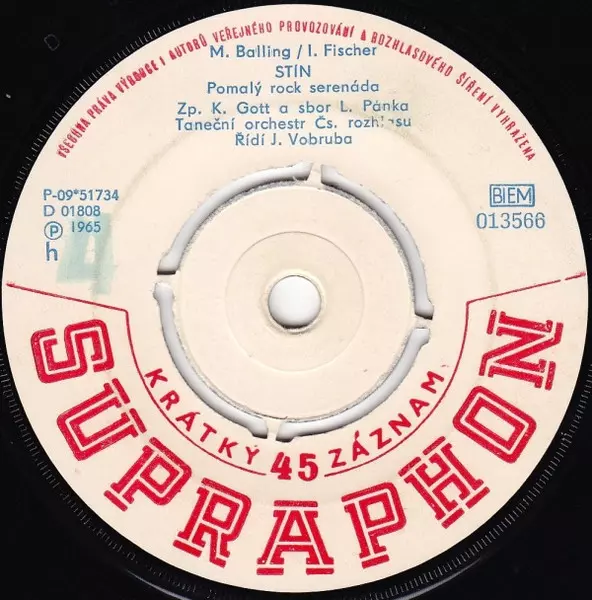 VŠECHNA PRÁVA VÝROBCE I AUTORŮ VEŘEJNÉHO PROVOZOVÁNÍ A ROZHLASOVÉHO ŠÍŘENÍ VYHRAŽENA
M. Balling / I. Fischer
STÍN
Pomalý rock serenáda
Zp. K. Gott a sbor L. Pánka
Taneční orchestr Čs. rozhlasu
Řídí J. Vobruba
P-09*51734
D 01808
℗ 1965
h
BIEM
013566
KRÁTKÝ 45 ZÁZNAM
SUPRAPHON